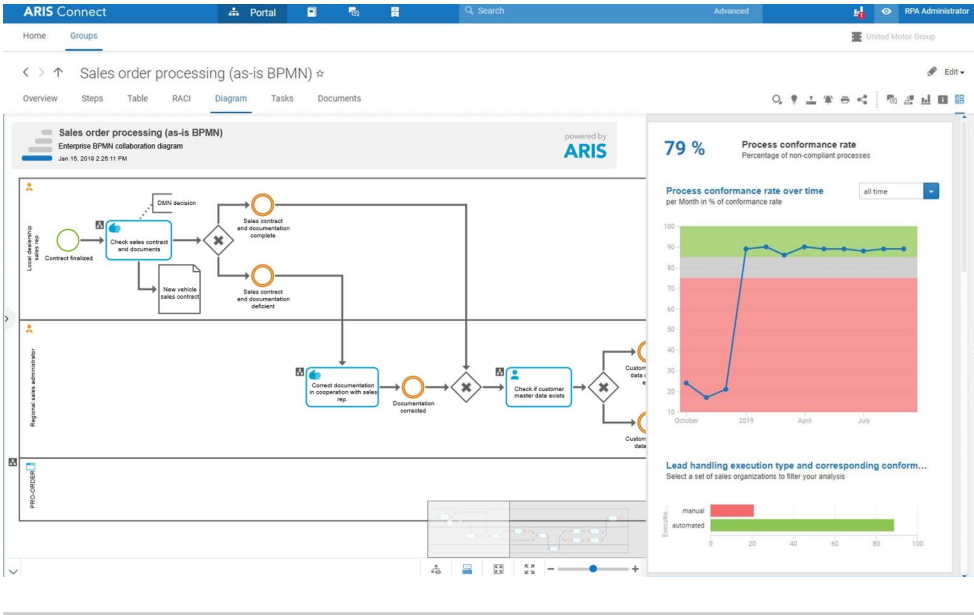 ARIS Connect
Portal
Search
Advanced
RPA Administrator
Home
Groups
United Motor Group
Sales order processing (as-is BPMN)
Edit
Overview
Steps
Table
RACI
Diagram
Tasks
Documents
Sales order processing (as-is BPMN)
Enterprise BPMN collaboration diagram
Jan 15, 2019 2:25:11 PM
powered by
ARIS
Local dealership
sales rep
Contract finalized
DMN decision
Check sales contract
and documents
New vehicle
sales contract
Sales contract
and documentation
complete
Sales contract
and documentation
deficient
Regional sales administrator
Correct documentation
in cooperation with sales
rep.
Documentation
corrected
Check if customer
master data exists
Custom
data
e
Custom
data
PRO-ORDER
79 %
Process conformance rate
Percentage of non-compliant processes
Process conformance rate over time
per Month in % of conformance rate
all time
100
90
80
70
60
50
40
30
20
10
October
2019
April
July
Lead handling execution type and corresponding conform...
Select a set of sales organizations to filter your analysis
Executio...
manual
automated
0
20
40
60
80
100